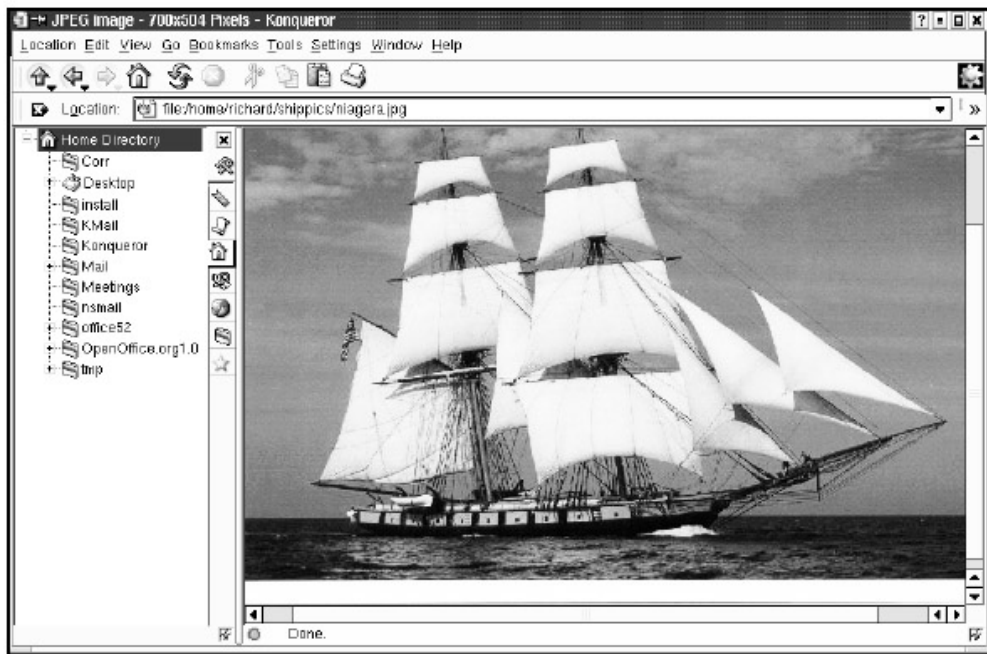 JPEG image - 700x504 Pixels - Konqueror
Location Edit View Go Bookmarks Tools Settings Window Help
Location: file:/home/richard/shippics/niagara.jpg
Home Directory
Corr
Desktop
install
KMail
Konqueror
Mail
Meetings
nsmail
office52
OpenOffice.org1.0
tmp
Done.